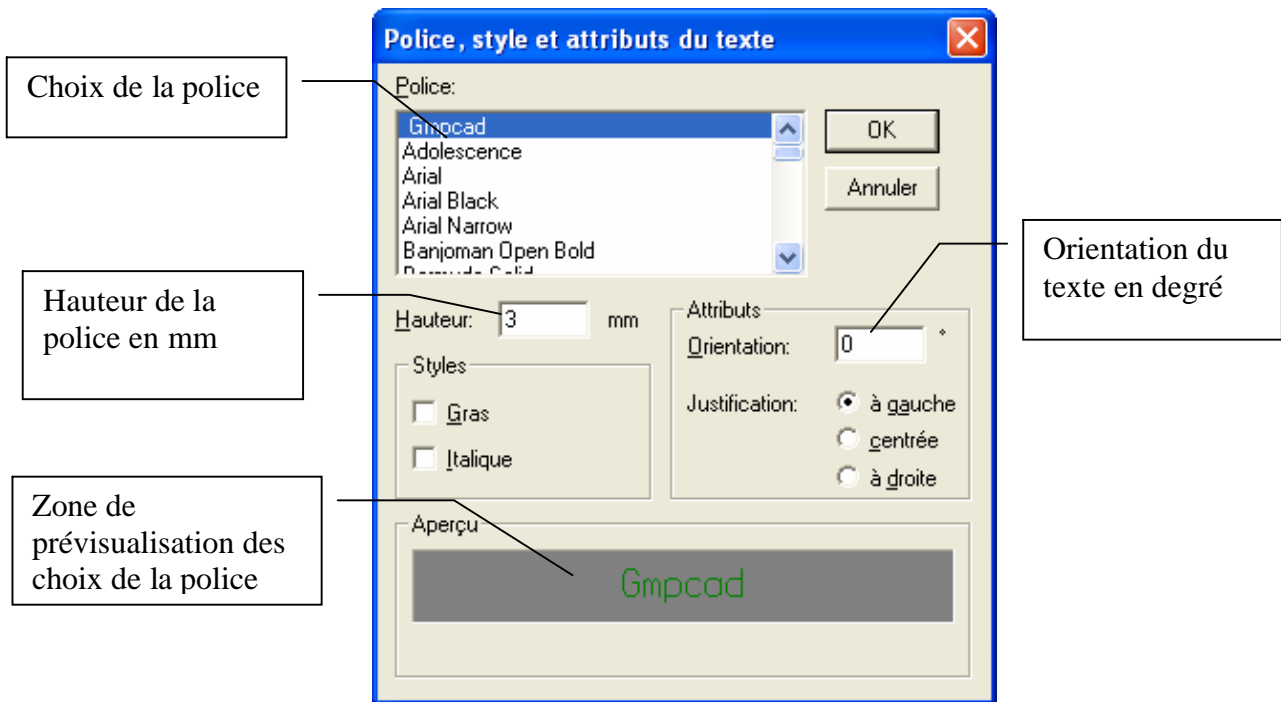 Police, style et attributs du texte
Choix de la police
Police:
Gmpcad
Adolescence
Arial
Arial Black
Arial Narrow
Banjoman Open Bold
Bermuda Solid
OK
Annuler
Orientation du
texte en degré
Hauteur de la
police en mm
Hauteur: 3 mm
Attributs
Orientation: 0 °
Styles
Gras
Italique
Justification: à gauche
centrée
à droite
Zone de
prévisualisation des
choix de la police
Aperçu
Gmpcad